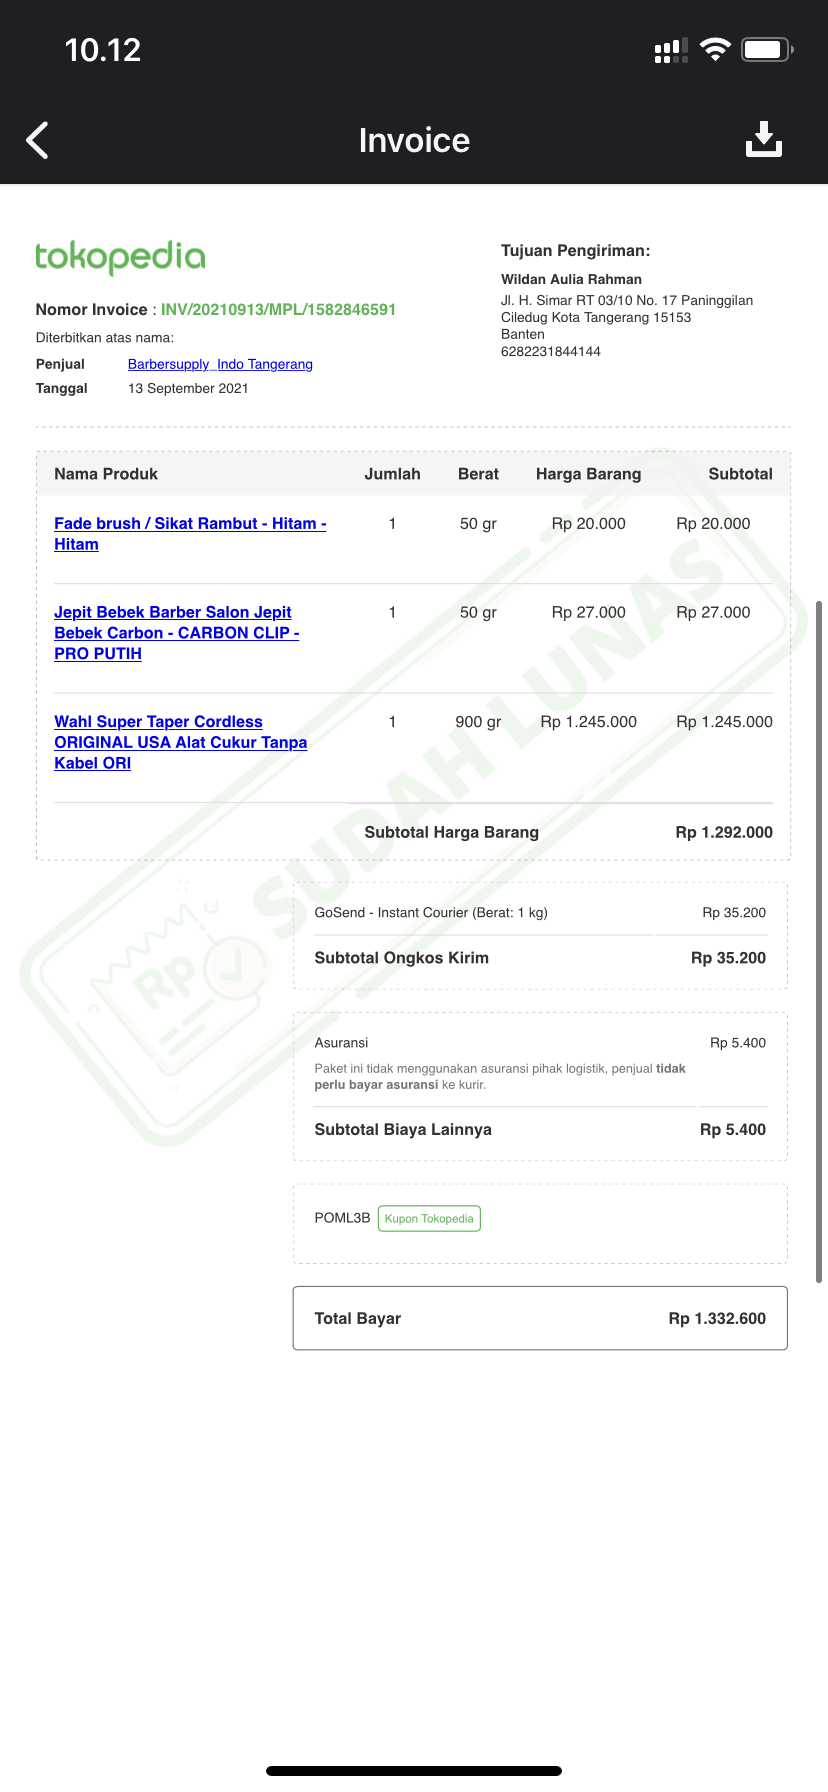 10.12
Invoice
tokopedia
Nomor Invoice : INV/20210913/MPL/1582846591
Diterbitkan atas nama:
Penjual Barbersupply_Indo Tangerang
Tanggal 13 September 2021
Tujuan Pengiriman:
Wildan Aulia Rahman
Jl. H. Simar RT 03/10 No. 17 Paninggilan
Ciledug Kota Tangerang 15153
Banten
6282231844144
Nama Produk Jumlah Berat Harga Barang Subtotal
Fade brush / Sikat Rambut - Hitam - 1 50 gr Rp 20.000 Rp 20.000
Hitam
Jepit Bebek Barber Salon Jepit 1 50 gr Rp 27.000 Rp 27.000
Bebek Carbon - CARBON CLIP -
PRO PUTIH
Wahl Super Taper Cordless 1 900 gr Rp 1.245.000 Rp 1.245.000
ORIGINAL USA Alat Cukur Tanpa
Kabel ORI
Subtotal Harga Barang Rp 1.292.000
Rp SUDAH LUNAS
GoSend - Instant Courier (Berat: 1 kg) Rp 35.200
Subtotal Ongkos Kirim Rp 35.200
Asuransi Rp 5.400
Paket ini tidak menggunakan asuransi pihak logistik, penjual tidak
perlu bayar asuransi ke kurir.
Subtotal Biaya Lainnya Rp 5.400
POML3B Kupon Tokopedia
Total Bayar Rp 1.332.600